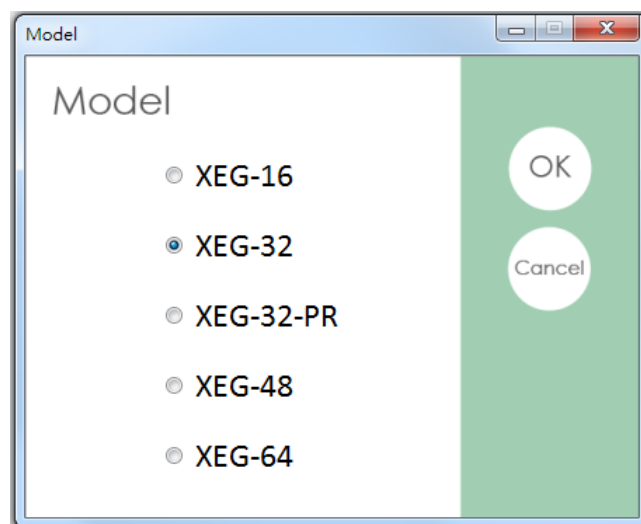 Model
Model
XEG-16
XEG-32
XEG-32-PR
XEG-48
XEG-64
OK
Cancel